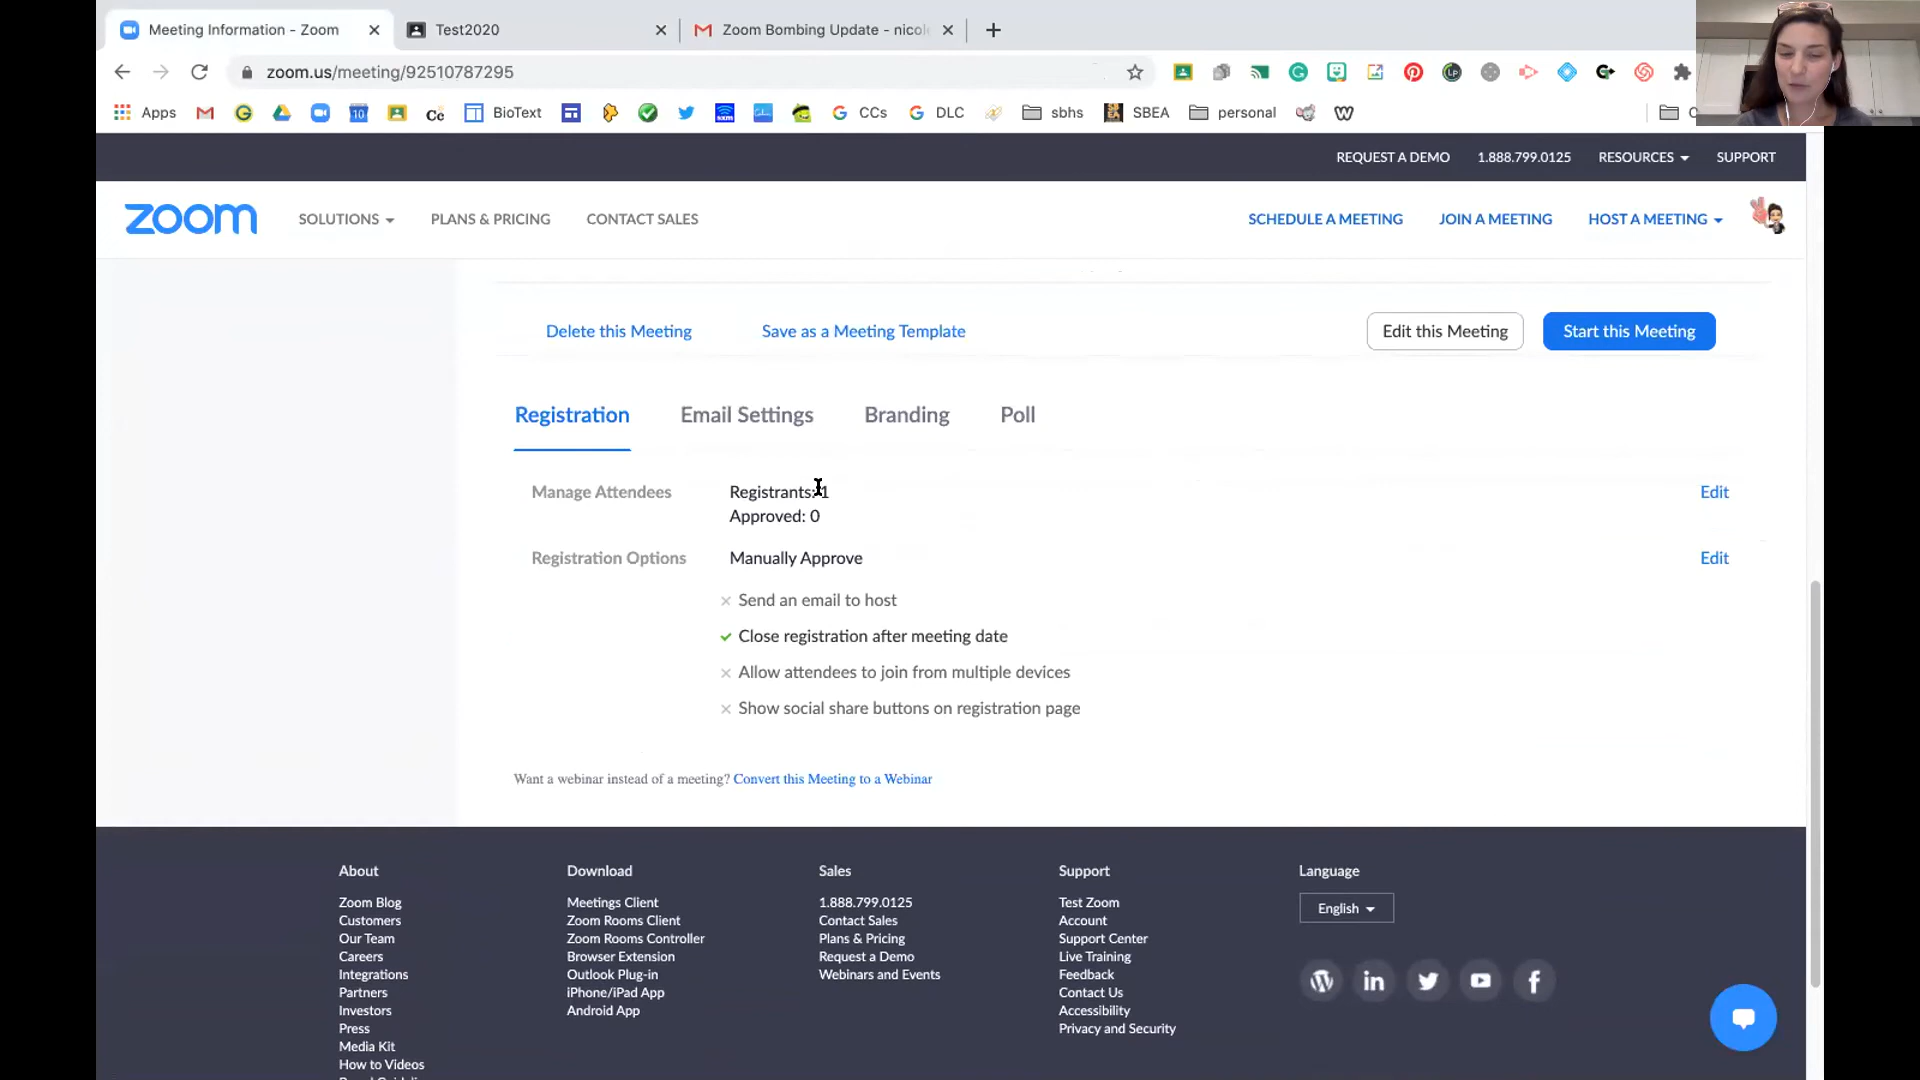 Meeting Information - Zoom
Test2020
Zoom Bombing Update - nicol
zoom.us/meeting/92510787295
Apps
10
Cc
BioText
CCs
DLC
sbhs
SBEA
personal
REQUEST A DEMO
1.888.799.0125
RESOURCES
SUPPORT
zoom
SOLUTIONS
PLANS & PRICING
CONTACT SALES
SCHEDULE A MEETING
JOIN A MEETING
HOST A MEETING
Delete this Meeting
Save as a Meeting Template
Edit this Meeting
Start this Meeting
Registration
Email Settings
Branding
Poll
Manage Attendees
Registrants: 1
Edit
Approved: 0
Registration Options
Manually Approve
Edit
Send an email to host
Close registration after meeting date
Allow attendees to join from multiple devices
Show social share buttons on registration page
Want a webinar instead of a meeting? Convert this Meeting to a Webinar
About
Zoom Blog
Customers
Our Team
Careers
Integrations
Partners
Investors
Press
Media Kit
How to Videos
Download
Meetings Client
Zoom Rooms Client
Zoom Rooms Controller
Browser Extension
Outlook Plug-in
iPhone/iPad App
Android App
Sales
1.888.799.0125
Contact Sales
Plans & Pricing
Request a Demo
Webinars and Events
Support
Test Zoom
Account
Support Center
Live Training
Feedback
Contact Us
Accessibility
Privacy and Security
Language
English